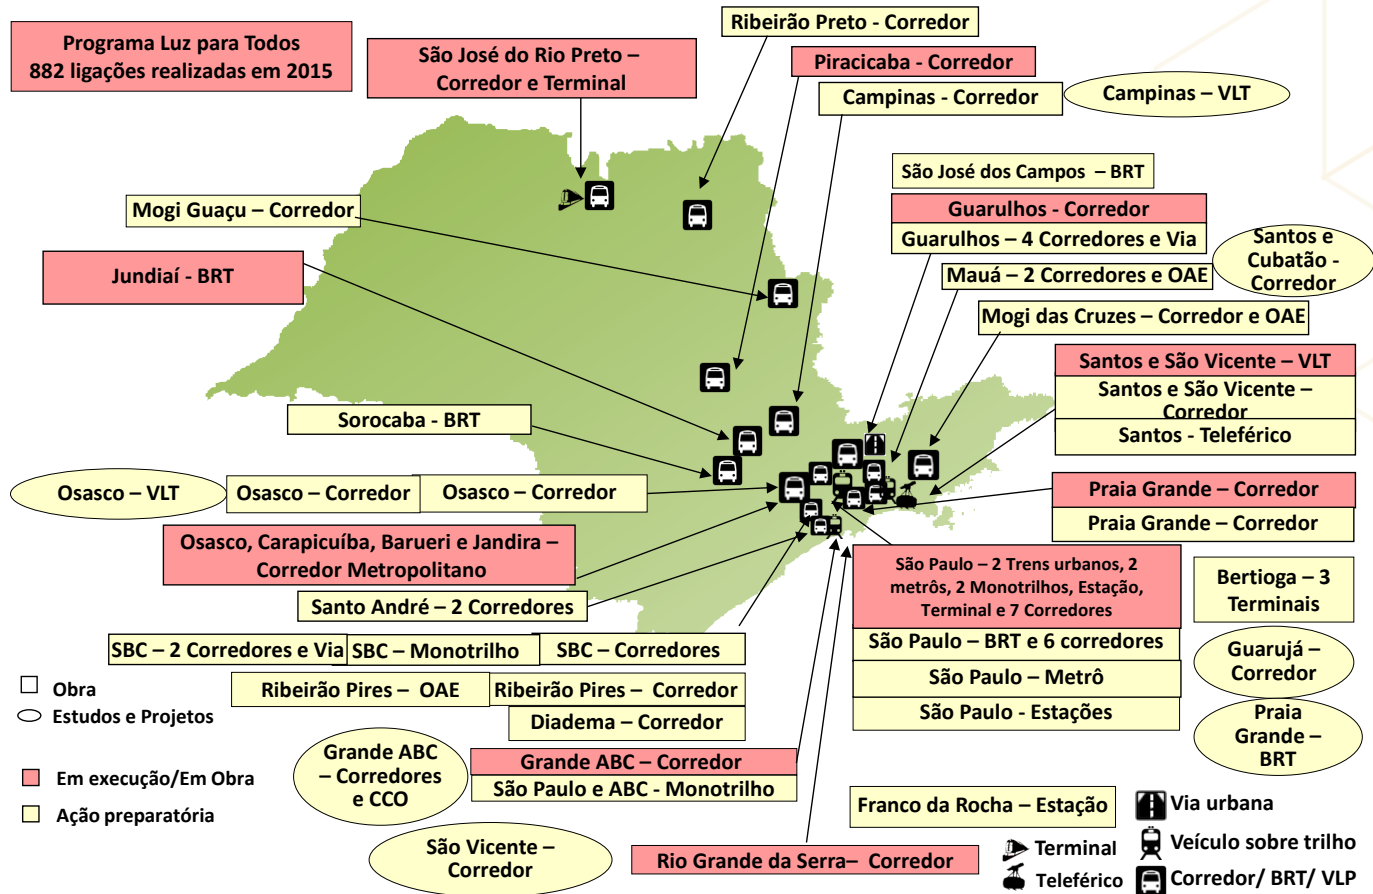 Programa Luz para Todos
882 ligações realizadas em 2015
São José do Rio Preto –
Corredor e Terminal
Ribeirão Preto - Corredor
Piracicaba - Corredor
Campinas - Corredor
Campinas – VLT
Mogi Guaçu – Corredor
Jundiaí - BRT
São José dos Campos – BRT
Guarulhos - Corredor
Guarulhos – 4 Corredores e Via
Mauá – 2 Corredores e OAE
Santos e
Cubatão -
Corredor
Mogi das Cruzes – Corredor e OAE
Santos e São Vicente – VLT
Santos e São Vicente –
Corredor
Santos - Teleférico
Sorocaba - BRT
Osasco – VLT
Osasco – Corredor
Osasco – Corredor
Praia Grande – Corredor
Praia Grande – Corredor
Osasco, Carapicuíba, Barueri e Jandira –
Corredor Metropolitano
Santo André – 2 Corredores
São Paulo – 2 Trens urbanos, 2
metrôs, 2 Monotrilhos, Estação,
Terminal e 7 Corredores
São Paulo – BRT e 6 corredores
São Paulo – Metrô
São Paulo - Estações
Bertioga – 3
Terminais
Guarujá –
Corredor
Praia
Grande –
BRT
SBC – 2 Corredores e Via
SBC – Monotrilho
SBC – Corredores
Ribeirão Pires – OAE
Ribeirão Pires – Corredor
Diadema – Corredor
Grande ABC
– Corredores
e CCO
Grande ABC – Corredor
São Paulo e ABC - Monotrilho
São Vicente –
Corredor
Rio Grande da Serra– Corredor
Franco da Rocha – Estação
Obra
Estudos e Projetos
Em execução/Em Obra
Ação preparatória
Via urbana
Terminal
Veículo sobre trilho
Teleférico
Corredor/ BRT/ VLP